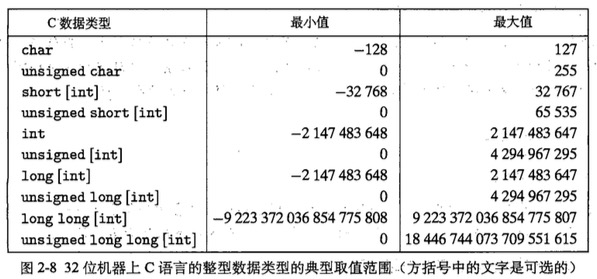 C 数据类型 最小值 最大值
char −128 127
unsigned char 0 255
short [int] −32 768 32 767
unsigned short [int] 0 65 535
int −2 147 483 648 2 147 483 647
unsigned [int] 0 4 294 967 295
long [int] −2 147 483 648 2 147 483 647
unsigned long [int] 0 4 294 967 295
long long [int] −9 223 372 036 854 775 808 9 223 372 036 854 775 807
unsigned long long [int] 0 18 446 744 073 709 551 615
图 2-8 32 位机器上 C 语言的整型数据类型的典型取值范围（方括号中的文字是可选的）